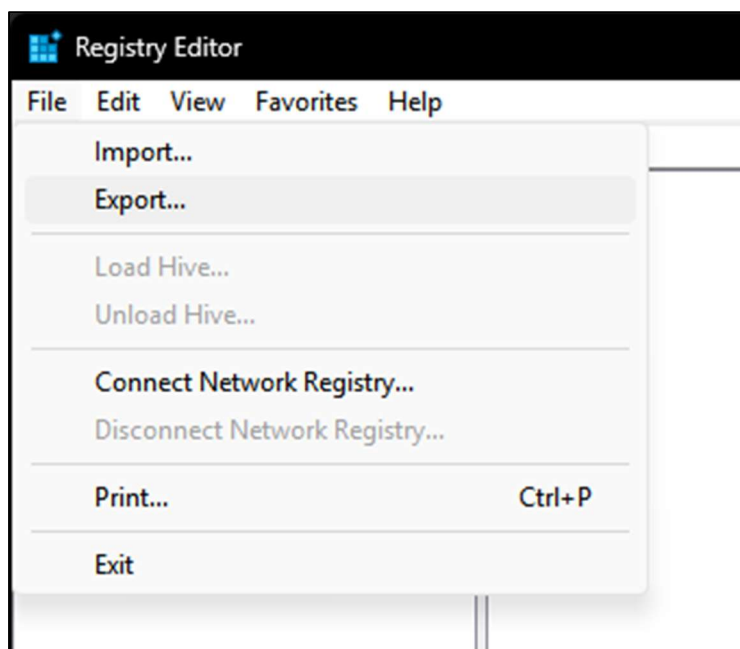 Registry Editor
File Edit View Favorites Help
Import...
Export...
Load Hive...
Unload Hive...
Connect Network Registry...
Disconnect Network Registry...
Print... Ctrl+P
Exit